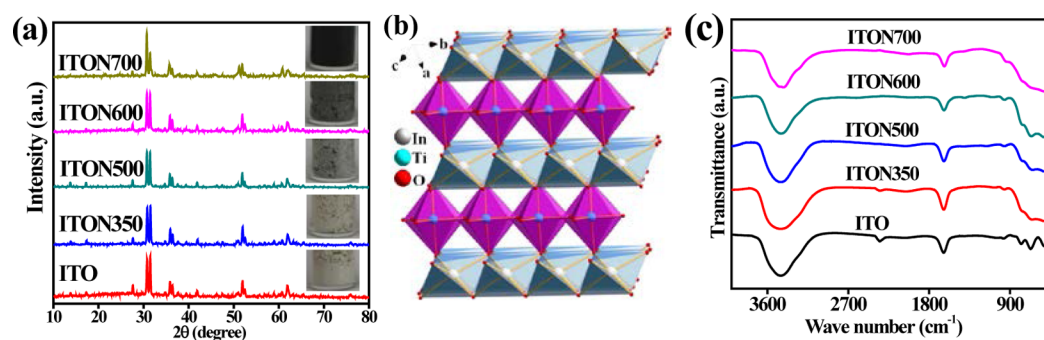 (a)
Intensity (a.u.)
ITON700
ITON600
ITON500
ITON350
ITO
10 20 30 40 50 60 70 80
2θ (degree)
(b)
b
c
a
In
Ti
O
(c)
Transmittance (a.u.)
ITON700
ITON600
ITON500
ITON350
ITO
3600 2700 1800 900
Wave number (cm⁻¹)